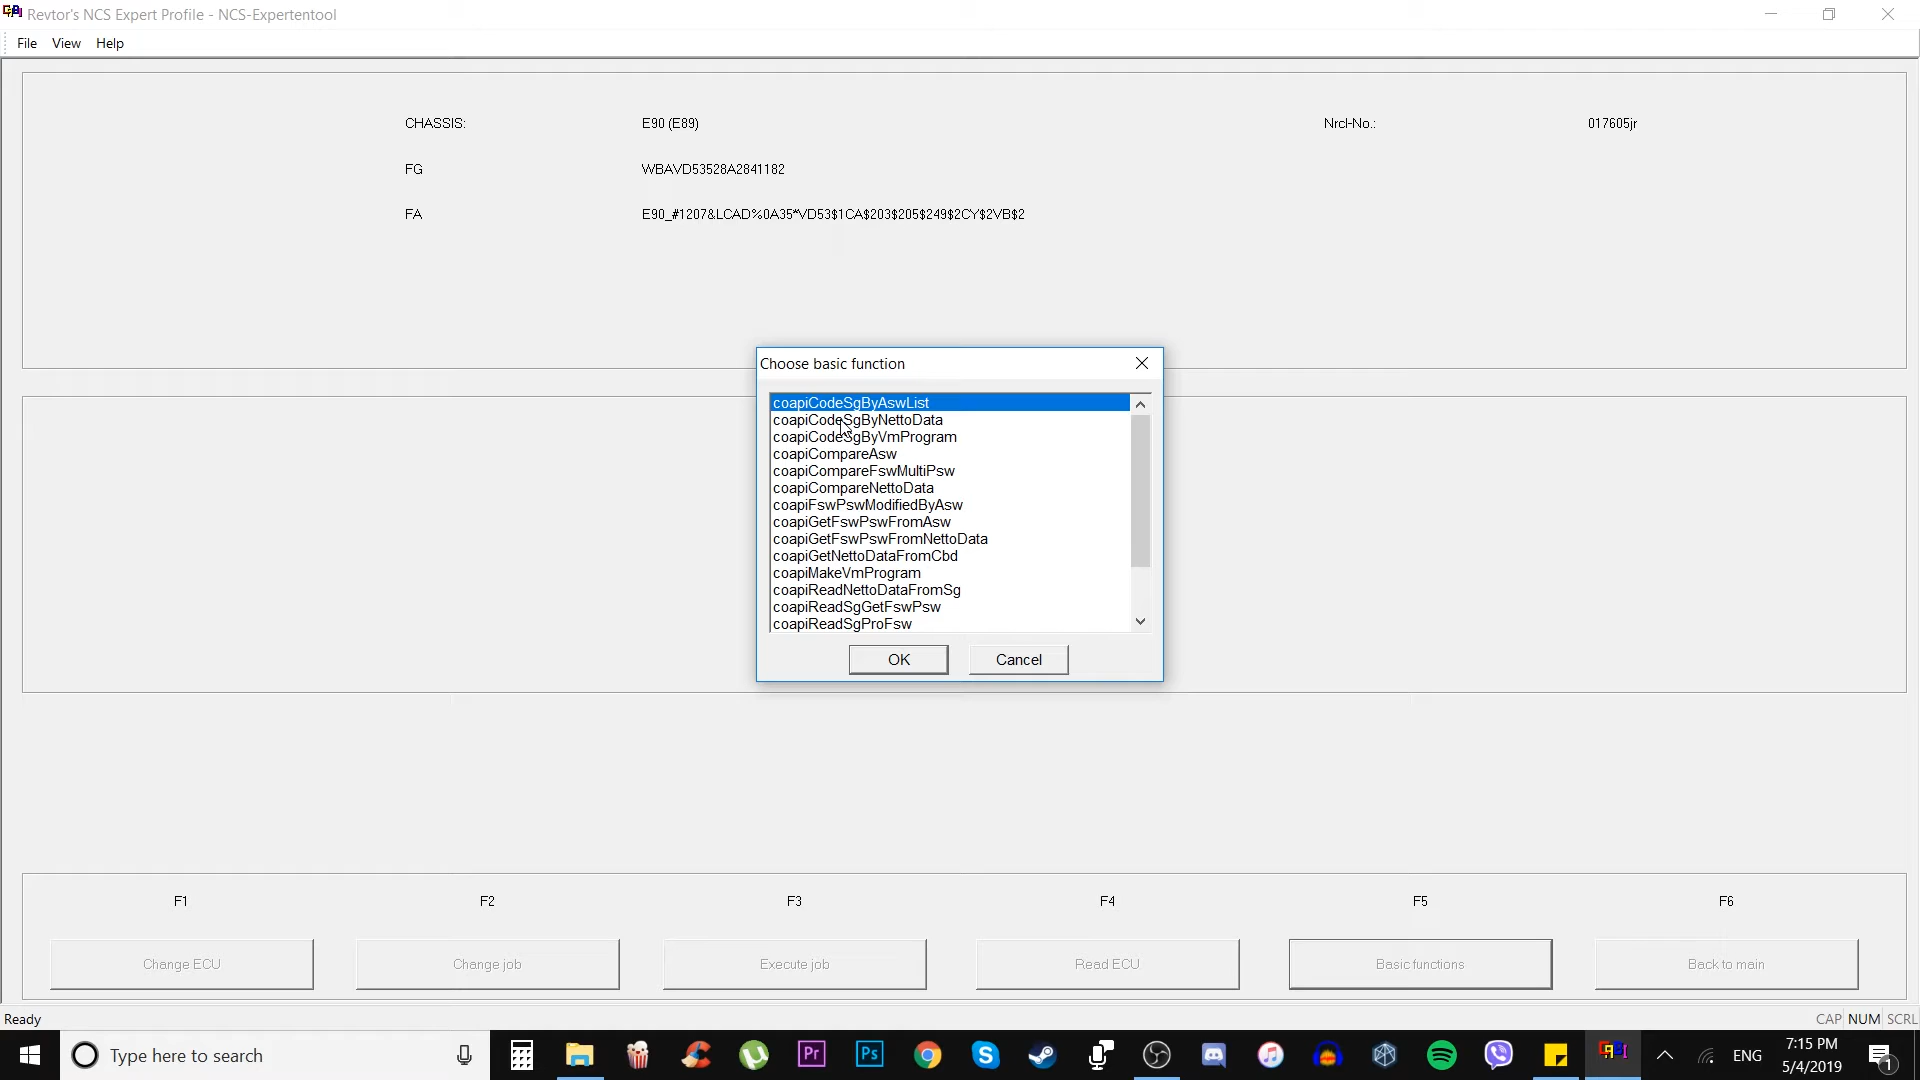 Revtor's NCS Expert Profile - NCS-Expertentool
File View Help
CHASSIS: E90 (E89) Nrcl-No.: 017605jr
FG WBAVD53528A2841182
FA E90_#1207&LCAD%0A35*VD53$1CA$203$205$249$2CY$2VB$2
Choose basic function
coapiCodeSgByAswList
coapiCodeSgByNettoData
coapiCodeSgByVmProgram
coapiCompareAsw
coapiCompareFswMultiPsw
coapiCompareNettoData
coapiFswPswModifiedByAsw
coapiGetFswPswFromAsw
coapiGetFswPswFromNettoData
coapiGetNettoDataFromCbd
coapiMakeVmProgram
coapiReadNettoDataFromSg
coapiReadSgGetFswPsw
coapiReadSgProFsw
OK Cancel
F1 F2 F3 F4 F5 F6
Change ECU Change job Execute job Read ECU Basic functions Back to main
Ready CAP NUM SCRL
Type here to search Pr Ps ENG 7:15 PM
5/4/2019 1